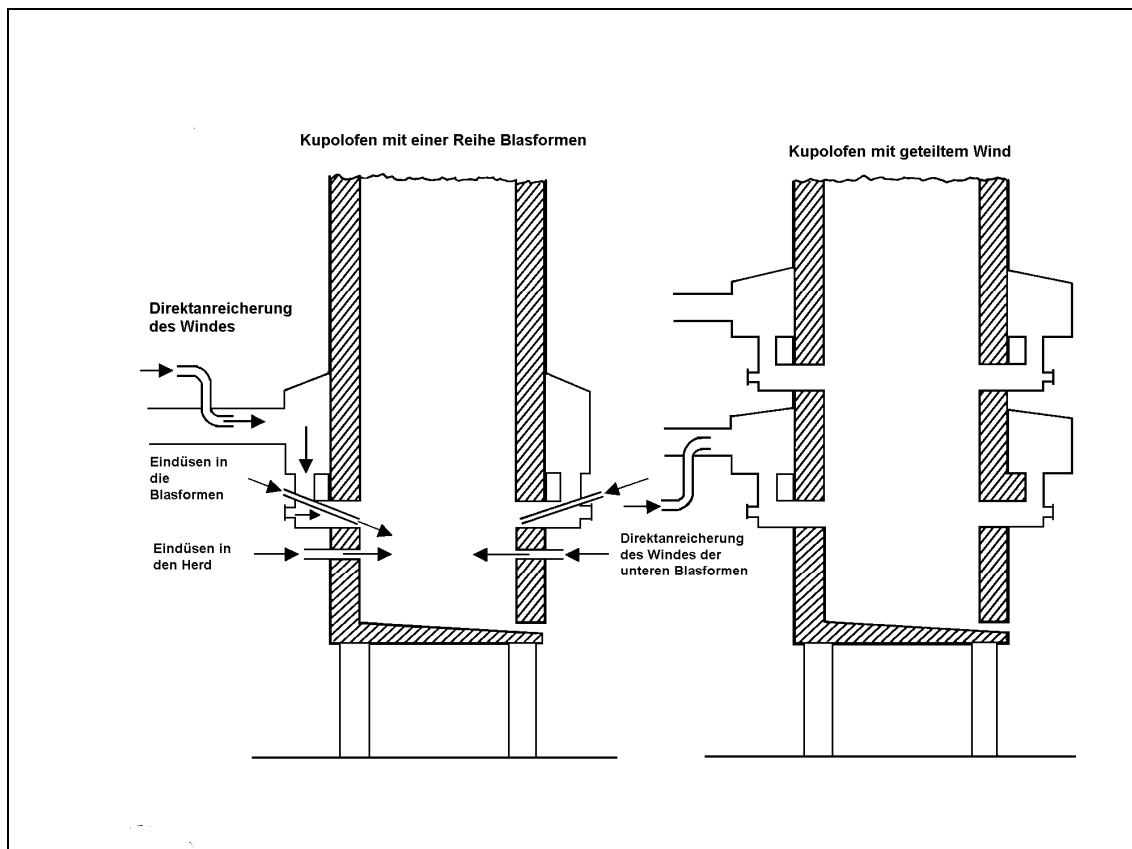 Kupolofen mit einer Reihe Blasformen
Kupolofen mit geteiltem Wind
Direktanreicherung
des Windes
Eindüsen in
die
Blasformen
Eindüsen in
den Herd
Direktanreicherung
des Windes der
unteren Blasformen